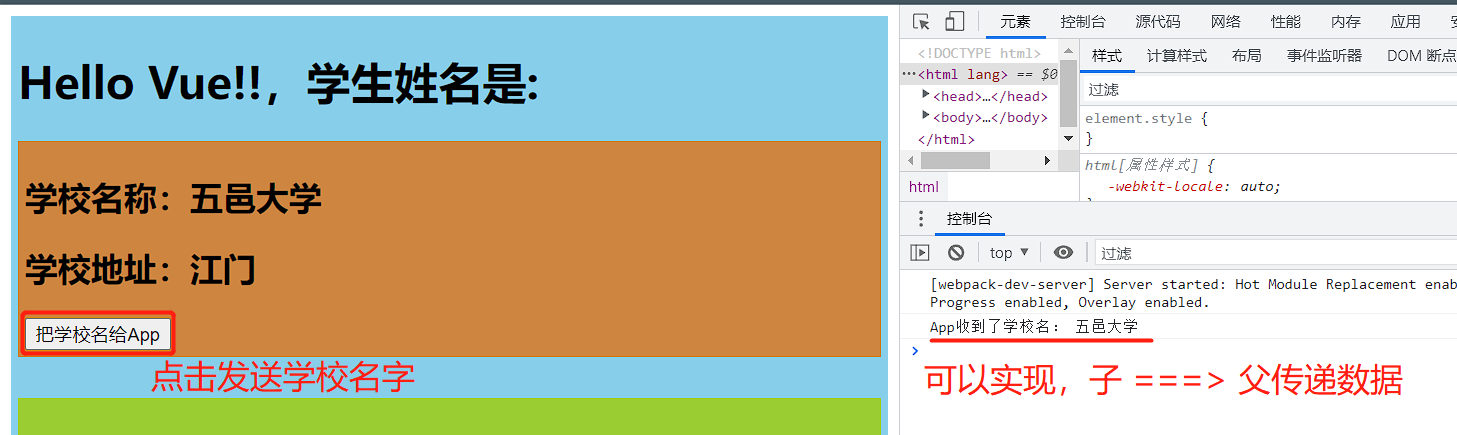 Hello Vue!!，学生姓名是:
学校名称：五邑大学
学校地址：江门
把学校名给App
点击发送学校名字
元素 控制台 源代码 网络 性能 内存 应用
<!DOCTYPE html>
···<html lang> == $0
<head>…</head>
<body>…</body>
</html>
html
样式 计算样式 布局 事件监听器 DOM 断点
过滤
element.style {
}
html[属性样式] {
-webkit-locale: auto;
控制台
top 过滤
[webpack-dev-server] Server started: Hot Module Replacement enab
Progress enabled, Overlay enabled.
App收到了学校名： 五邑大学
可以实现，子 ===> 父传递数据